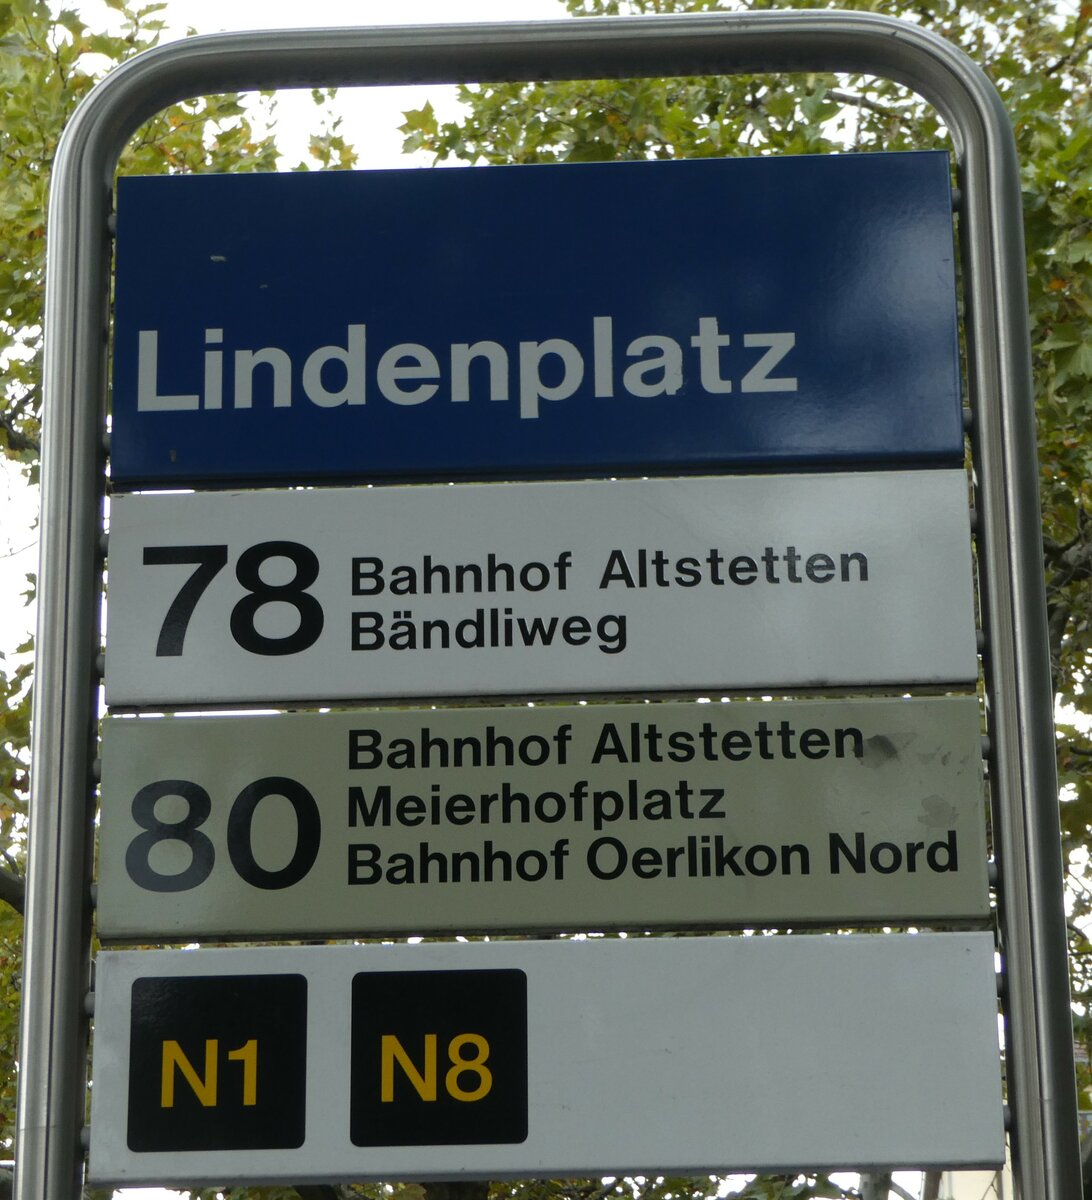 Lindenplatz
78 Bahnhof Altstetten
Bändliweg
Bahnhof Altstetten
80 Meierhofplatz
Bahnhof Oerlikon Nord
N1 N8